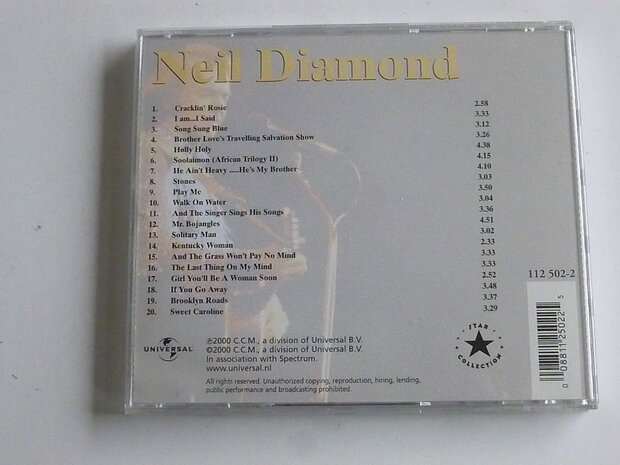 Neil Diamond
1. Cracklin' Rosie 2.58
2. I am...I Said 3.33
3. Song Sung Blue 3.12
4. Brother Love's Travelling Salvation Show 3.26
5. Holly Holy 4.38
6. Soolaimon (African Trilogy II) 4.15
7. He Ain't Heavy .....He's My Brother 4.10
8. Stones 3.03
9. Play Me 3.50
10. Walk On Water 3.04
11. And The Singer Sings His Songs 3.36
12. Mr. Bojangles 4.51
13. Solitary Man 3.02
14. Kentucky Woman 2.33
15. And The Grass Won't Pay No Mind 3.33
16. The Last Thing On My Mind 3.33
17. Girl You'll Be A Woman Soon 2.52
18. If You Go Away 3.48
19. Brooklyn Roads 3.37
20. Sweet Caroline 3.29
112 502-2
UNIVERSAL
℗2000 C.C.M., a division of Universal B.V.
©2000 C.C.M., a division of Universal B.V.
In association with Spectrum.
www.universal.nl
All rights reserved. Unauthorized copying, reproduction, hiring, lending,
public performance and broadcasting prohibited.
STAR
COLLECTION
0 08811 25022 5